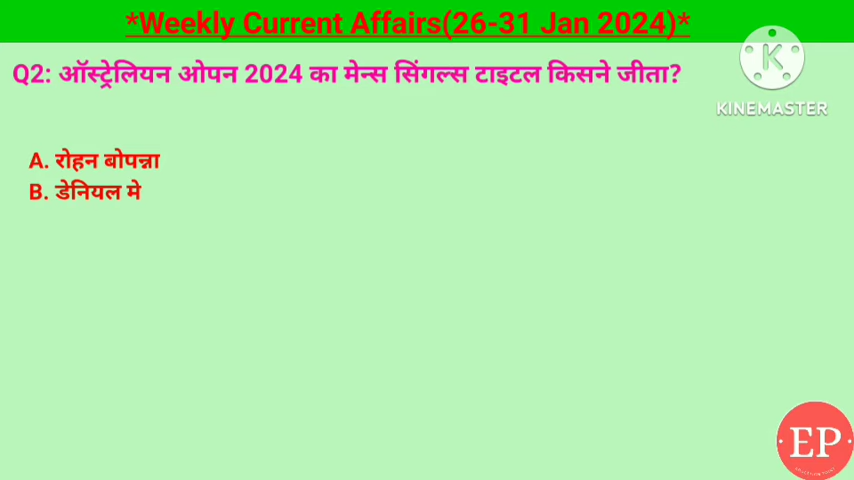 *Weekly Current Affairs(26-31 Jan 2024)*
Q2: ऑस्ट्रेलियन ओपन 2024 का मेन्स सिंगल्स टाइटल किसने जीता?
K
KINEMASTER
A. रोहन बोपन्ना
B. डेनियल मे
EP